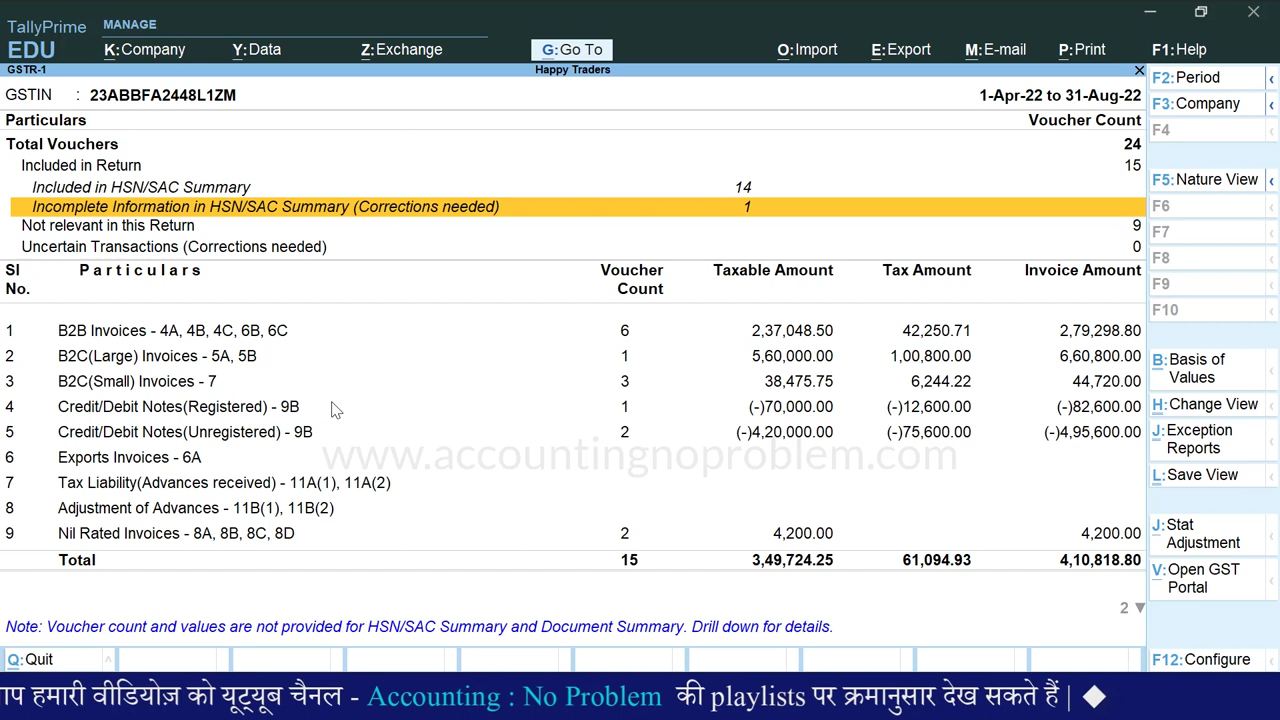 TallyPrime MANAGE
EDU K:Company Y:Data Z:Exchange G:Go To O:Import E:Export M:E-mail P:Print F1:Help
GSTR-1 Happy Traders
GSTIN : 23ABBFA2448L1ZM 1-Apr-22 to 31-Aug-22
Particulars Voucher Count
Total Vouchers 24
Included in Return 15
Included in HSN/SAC Summary 14
Incomplete Information in HSN/SAC Summary (Corrections needed) 1
Not relevant in this Return 9
Uncertain Transactions (Corrections needed) 0
Sl No. Particulars Voucher Count Taxable Amount Tax Amount Invoice Amount
1 B2B Invoices - 4A, 4B, 4C, 6B, 6C 6 2,37,048.50 42,250.71 2,79,298.80
2 B2C(Large) Invoices - 5A, 5B 1 5,60,000.00 1,00,800.00 6,60,800.00
3 B2C(Small) Invoices - 7 3 38,475.75 6,244.22 44,720.00
4 Credit/Debit Notes(Registered) - 9B 1 (-)70,000.00 (-)12,600.00 (-)82,600.00
5 Credit/Debit Notes(Unregistered) - 9B 2 (-)4,20,000.00 (-)75,600.00 (-)4,95,600.00
www.accountingnoproblem.com
6 Exports Invoices - 6A
7 Tax Liability(Advances received) - 11A(1), 11A(2)
8 Adjustment of Advances - 11B(1), 11B(2)
9 Nil Rated Invoices - 8A, 8B, 8C, 8D 2 4,200.00 4,200.00
Total 15 3,49,724.25 61,094.93 4,10,818.80
2 ▼
Note: Voucher count and values are not provided for HSN/SAC Summary and Document Summary. Drill down for details.
Q:Quit
F2:Period
F3:Company
F4
F5:Nature View
F6
F7
F8
F9
F10
B:Basis of
Values
H:Change View
J:Exception
Reports
L:Save View
J:Stat
Adjustment
V:Open GST
Portal
F12:Configure
ाप हमारी वीडियोज़ को यूट्यूब चैनल - Accounting : No Problem की playlists पर क्रमानुसार देख सकते हैं | ◆